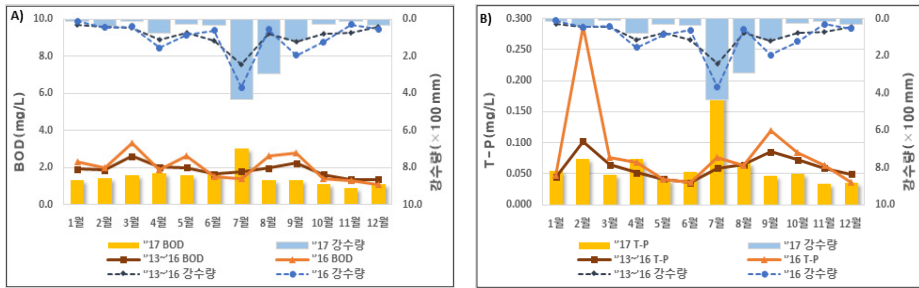 A)
10.0
8.0
6.0
4.0
2.0
0.0
BOD(mg/L)
0.0
2.0
4.0
6.0
8.0
10.0
강수량(×100 mm)
1월 2월 3월 4월 5월 6월 7월 8월 9월 10월 11월 12월
"17 BOD "17 강수량
"13~'16 BOD "16 BOD
"13~'16 강수량 "16 강수량
B)
0.300
0.250
0.200
0.150
0.100
0.050
0.000
T-P(mg/L)
0.0
2.0
4.0
6.0
8.0
10.0
강수량(×100 mm)
1월 2월 3월 4월 5월 6월 7월 8월 9월 10월 11월 12월
"17 T-P "17 강수량
"13~'16 T-P "16 T-P
"13~'16 강수량 "16 강수량